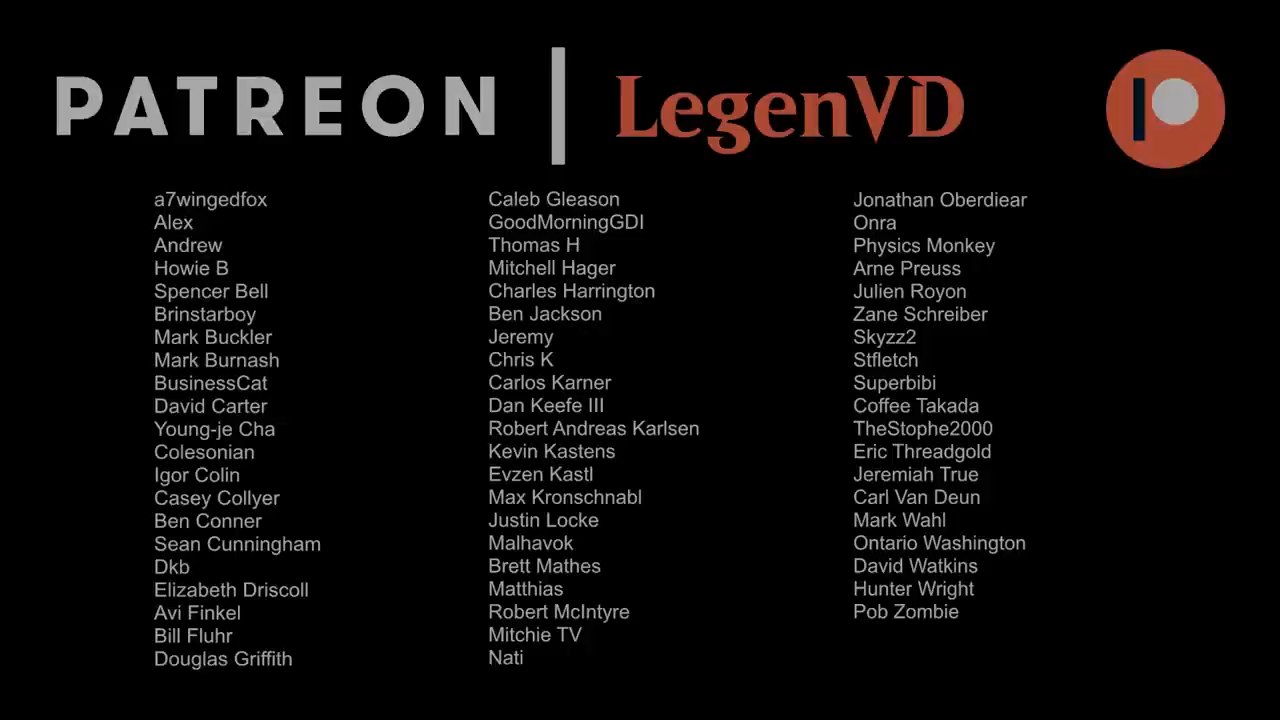 PATREON | LegenVD
a7wingedfox
Alex
Andrew
Howie B
Spencer Bell
Brinstarboy
Mark Buckler
Mark Burnash
BusinessCat
David Carter
Young-je Cha
Colesonian
Igor Colin
Casey Collyer
Ben Conner
Sean Cunningham
Dkb
Elizabeth Driscoll
Avi Finkel
Bill Fluhr
Douglas Griffith
Caleb Gleason
GoodMorningGDI
Thomas H
Mitchell Hager
Charles Harrington
Ben Jackson
Jeremy
Chris K
Carlos Karner
Dan Keefe III
Robert Andreas Karlsen
Kevin Kastens
Evzen Kastl
Max Kronschnabl
Justin Locke
Malhavok
Brett Mathes
Matthias
Robert McIntyre
Mitchie TV
Nati
Jonathan Oberdiear
Onra
Physics Monkey
Arne Preuss
Julien Royon
Zane Schreiber
Skyzz2
Stfletch
Superbibi
Coffee Takada
TheStophe2000
Eric Threadgold
Jeremiah True
Carl Van Deun
Mark Wahl
Ontario Washington
David Watkins
Hunter Wright
Pob Zombie